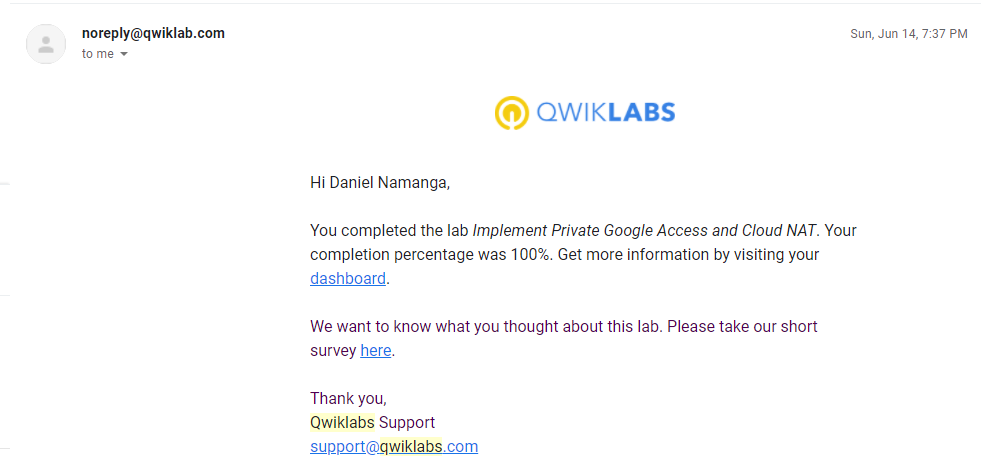 noreply@qwiklab.com
Sun, Jun 14, 7:37 PM
to me
QWIKLABS
Hi Daniel Namanga,
You completed the lab Implement Private Google Access and Cloud NAT. Your
completion percentage was 100%. Get more information by visiting your
dashboard.
We want to know what you thought about this lab. Please take our short
survey here.
Thank you,
Qwiklabs Support
support@qwiklabs.com